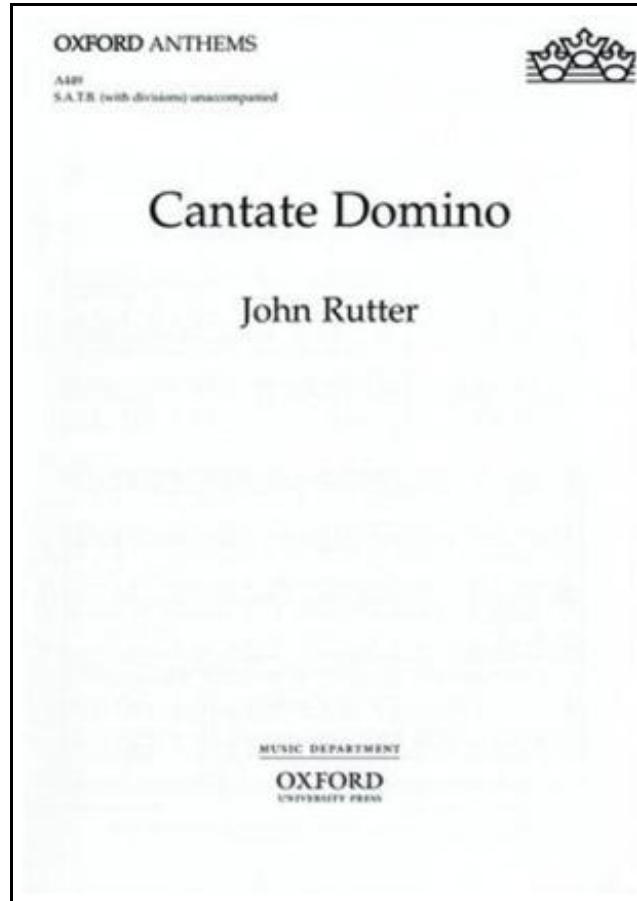 OXFORD ANTHEMS
A449
S.A.T.B. (with divisions) unaccompanied
Cantate Domino
John Rutter
MUSIC DEPARTMENT
OXFORD
UNIVERSITY PRESS